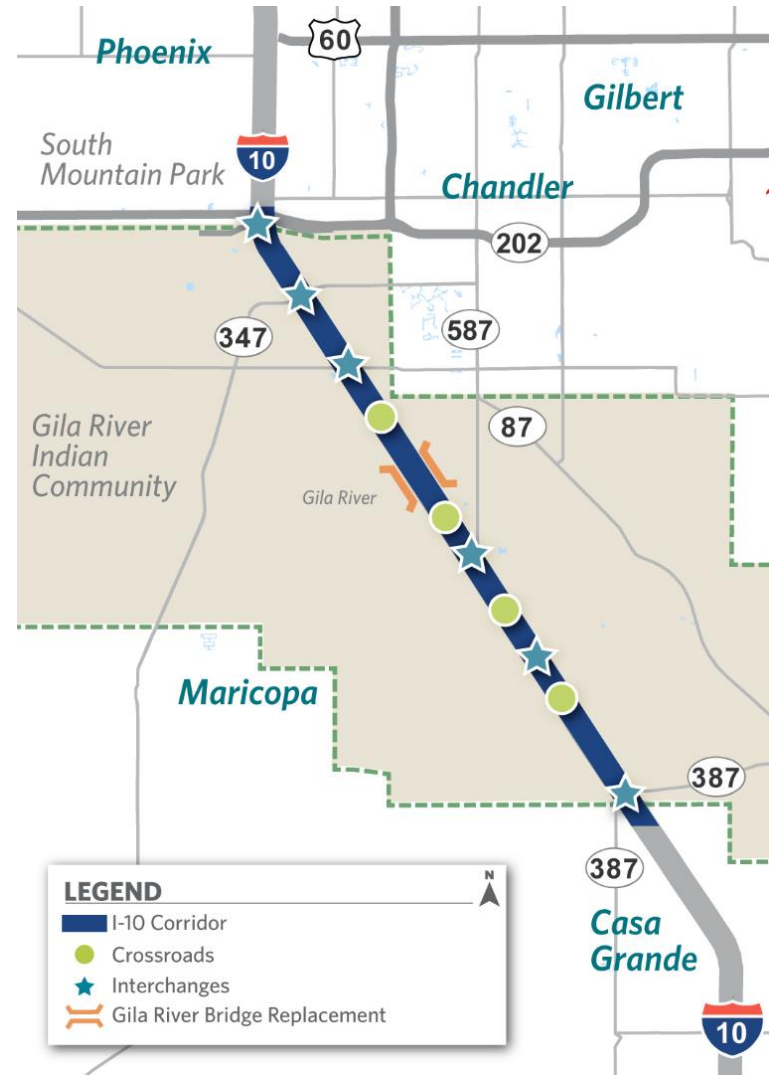 60
Phoenix
Gilbert
10
South
Mountain Park
Chandler
202
347
587
87
Gila River
Indian
Community
Gila River
Maricopa
387
387
Casa
Grande
10
LEGEND
N
I-10 Corridor
Crossroads
Interchanges
Gila River Bridge Replacement